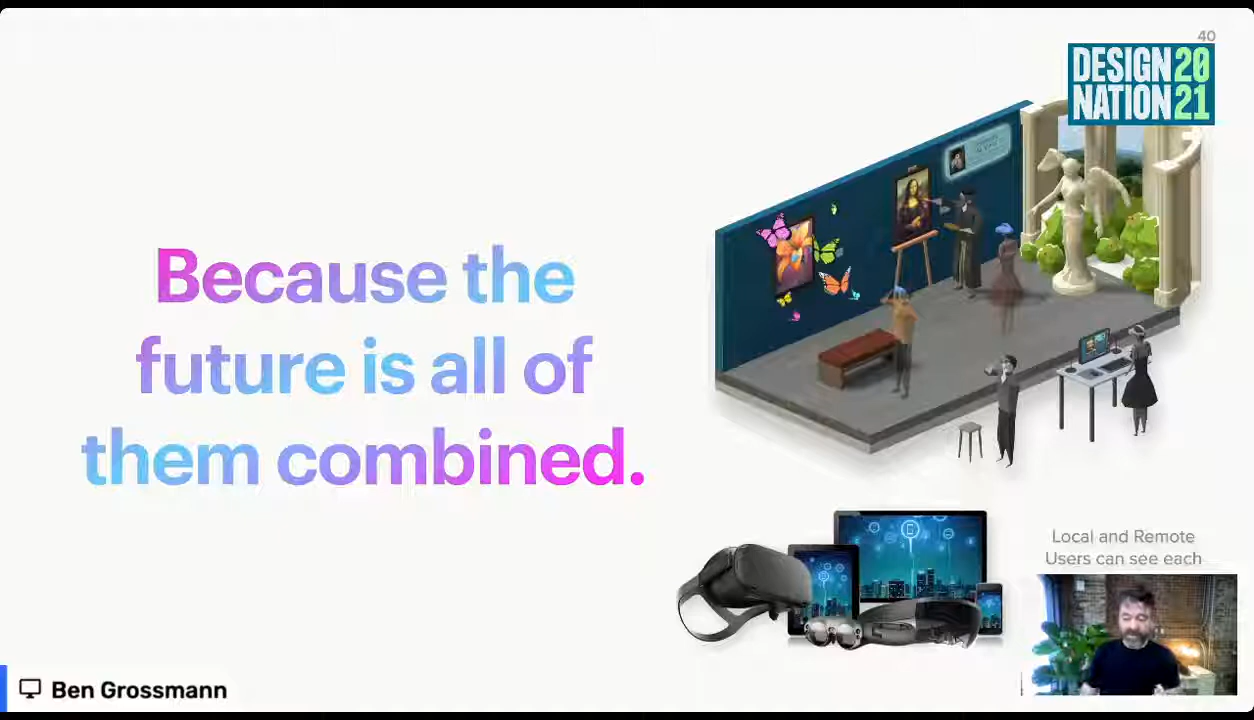 40
DESIGN 20
NATION 21
Because the
future is all of
them combined.
Local and Remote
Users can see each
Ben Grossmann